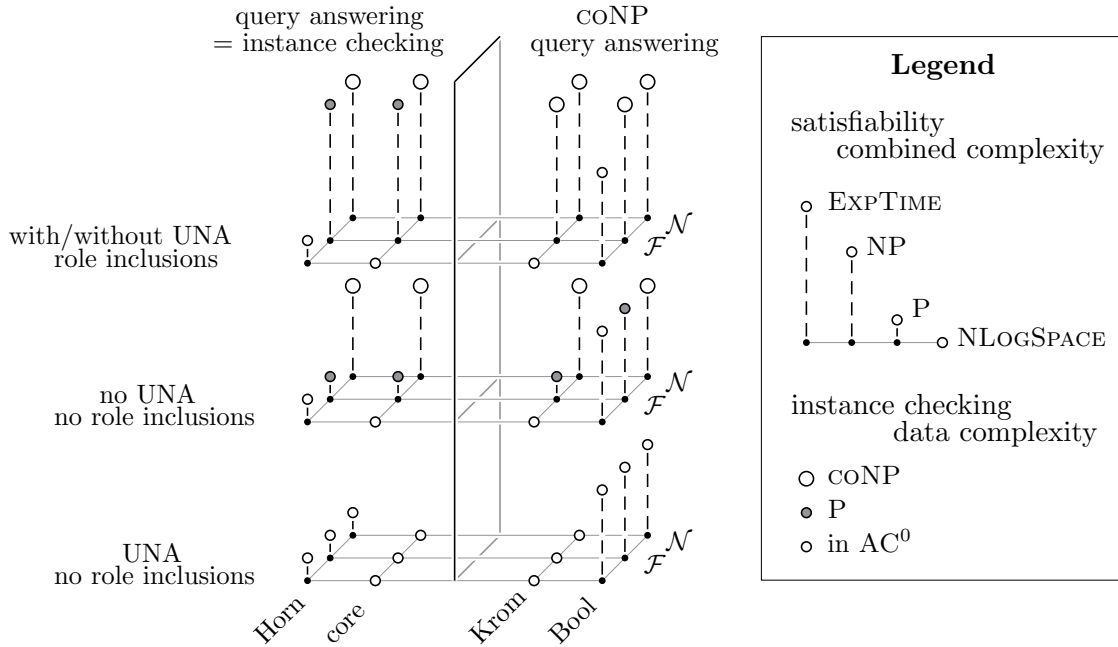 query answering
= instance checking
coNP
query answering
with/without UNA
role inclusions
𝓕 𝓝
no UNA
no role inclusions
𝓕 𝓝
UNA
no role inclusions
𝓕 𝓝
Horn
core
Krom
Bool
Legend
satisfiability
combined complexity
ExpTime
NP
P
NLogSpace
instance checking
data complexity
coNP
P
in AC⁰